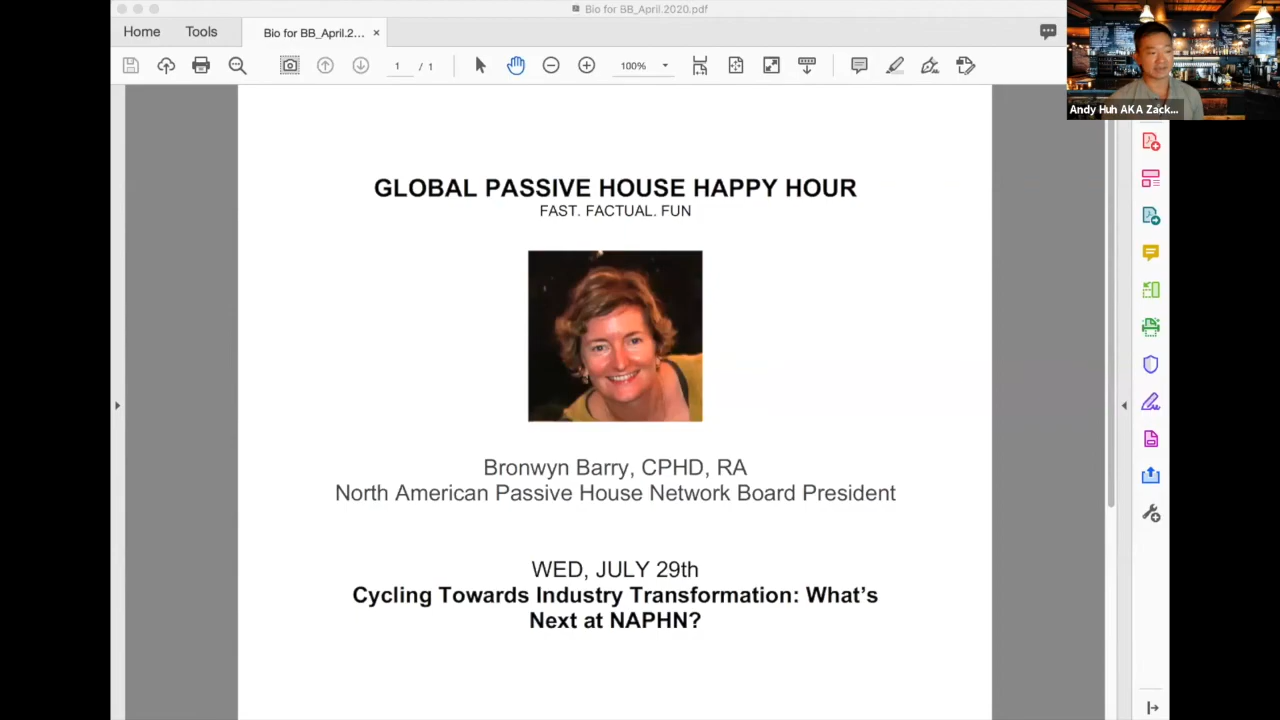 Bio for BB_April.2020.pdf
Home
Tools
Bio for BB_April.2...
1 / 1
100%
Andy Huh AKA Zack...
GLOBAL PASSIVE HOUSE HAPPY HOUR
FAST. FACTUAL. FUN
Bronwyn Barry, CPHD, RA
North American Passive House Network Board President
WED, JULY 29th
Cycling Towards Industry Transformation: What’s
Next at NAPHN?